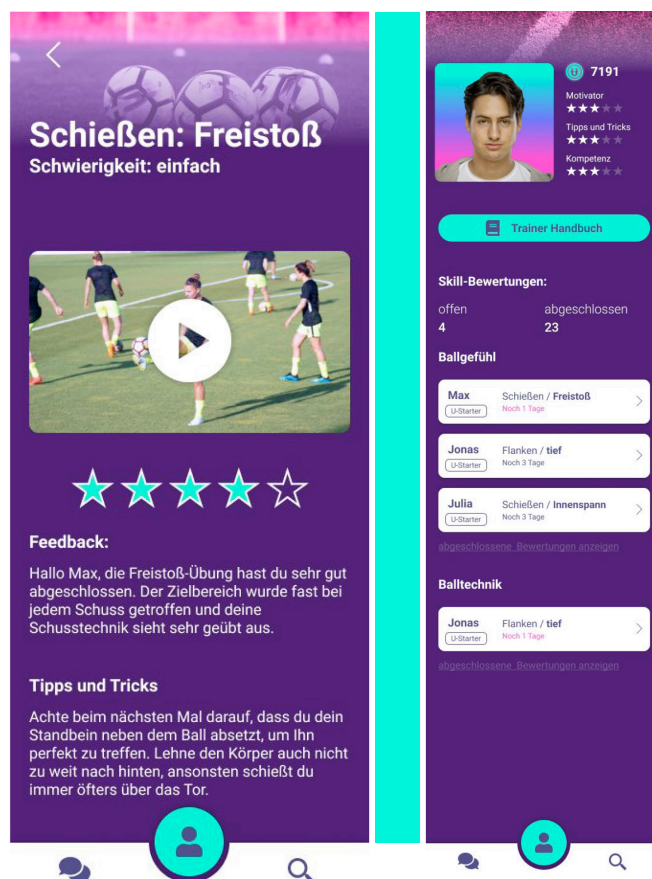 Schießen: Freistoß
Schwierigkeit: einfach
Feedback:
Hallo Max, die Freistoß-Übung hast du sehr gut
abgeschlossen. Der Zielbereich wurde fast bei
jedem Schuss getroffen und deine
Schusstechnik sieht sehr geübt aus.
Tipps und Tricks
Achte beim nächsten Mal darauf, dass du dein
Standbein neben dem Ball absetzt, um Ihn
perfekt zu treffen. Lehne den Körper auch nicht
zu weit nach hinten, ansonsten schießt du
immer öfters über das Tor.
U 7191
Motivator
Tipps und Tricks
Kompetenz
Trainer Handbuch
Skill-Bewertungen:
offen abgeschlossen
4 23
Ballgefühl
Max Schießen / Freistoß
U-Starter Noch 1 Tage
Jonas Flanken / tief
U-Starter Noch 3 Tage
Julia Schießen / Innenspann
U-Starter Noch 3 Tage
abgeschlossene Bewertungen anzeigen
Balltechnik
Jonas Flanken / tief
U-Starter Noch 1 Tage
abgeschlossene Bewertungen anzeigen